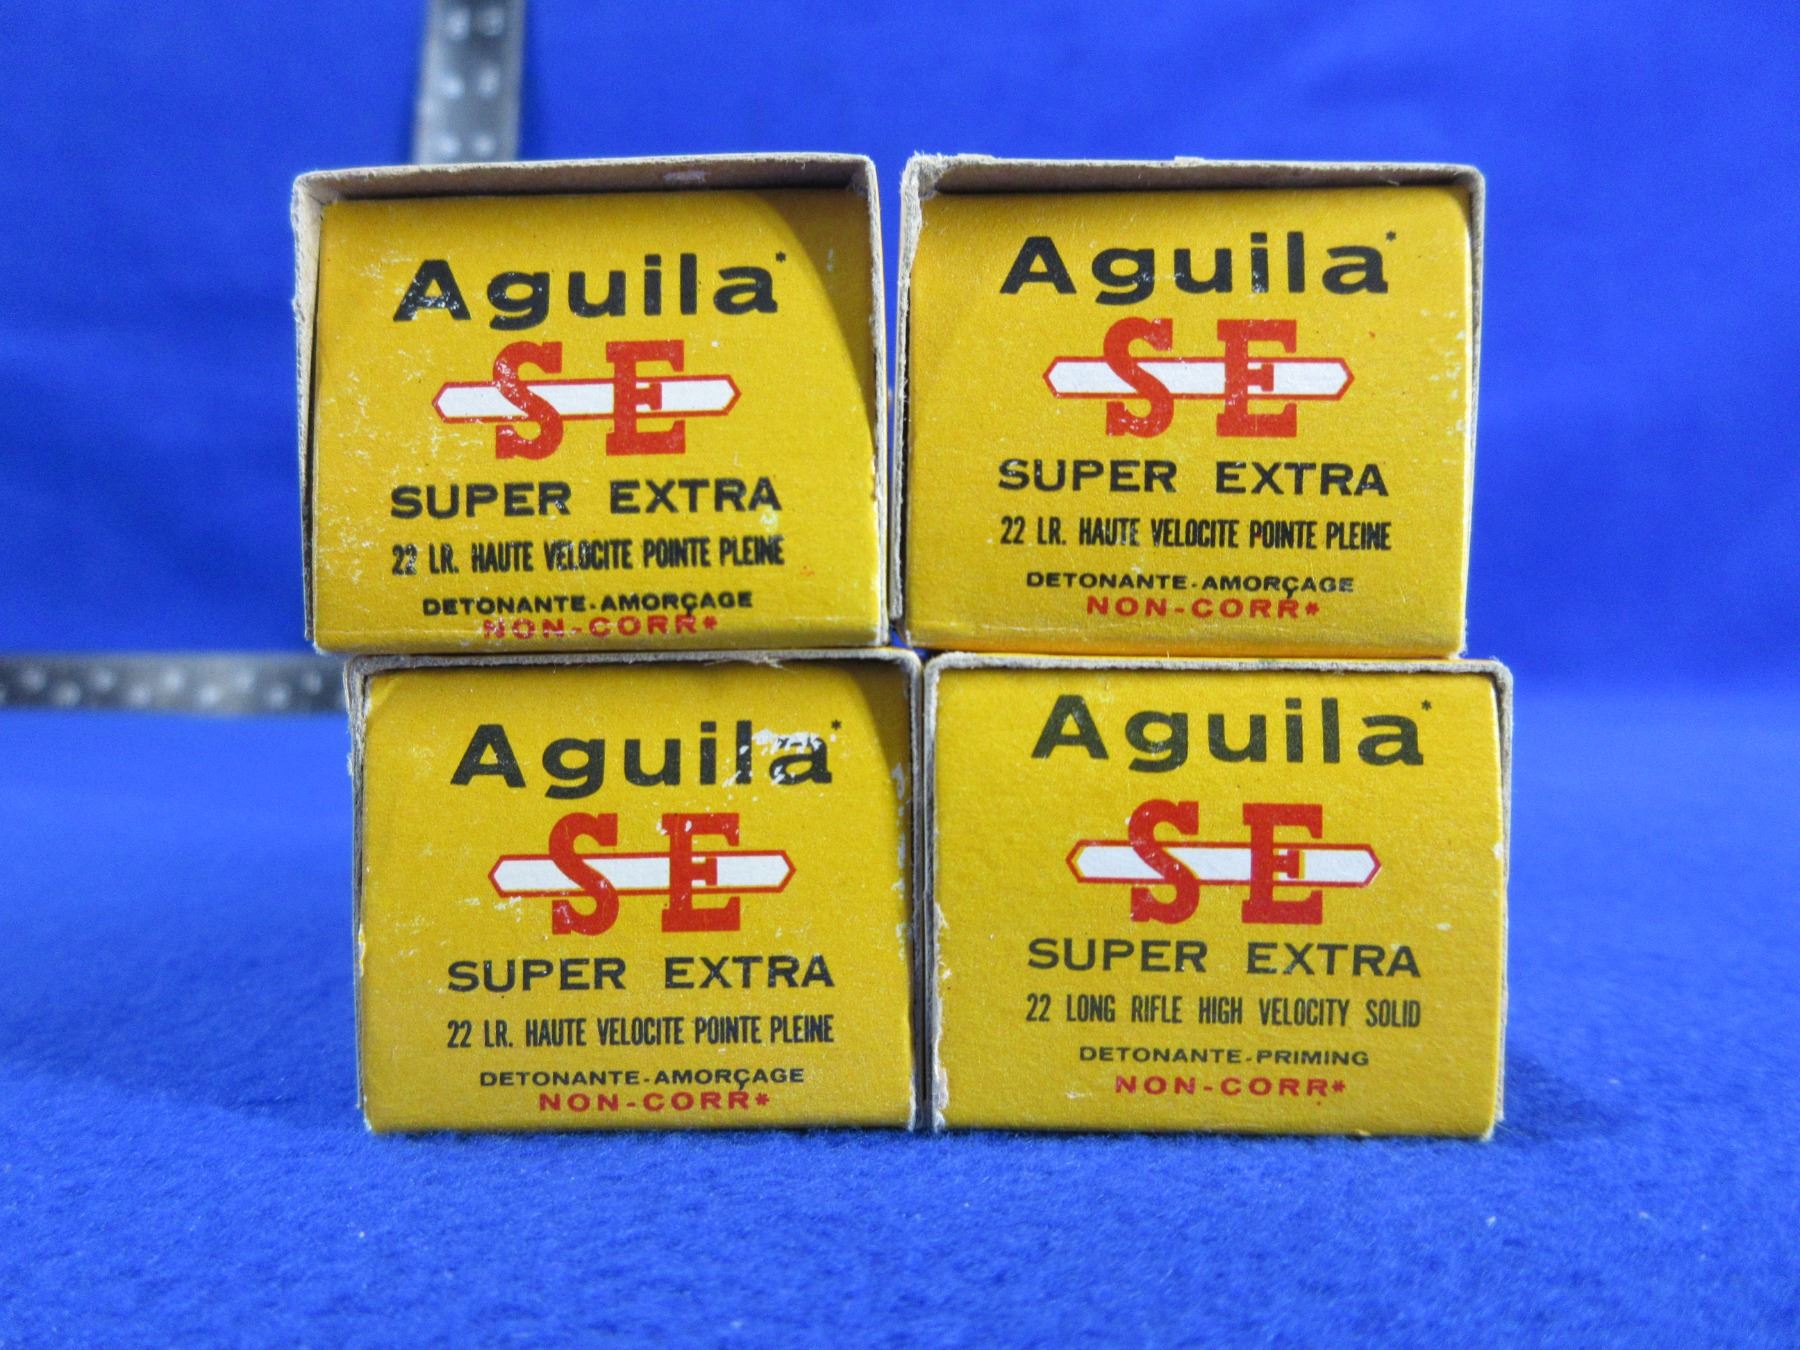 Aguila*
SE
SUPER EXTRA
22 LR. HAUTE VELOCITE POINTE PLEINE
DETONANTE-AMORÇAGE
NON-CORR*
Aguila*
SE
SUPER EXTRA
22 LR. HAUTE VELOCITE POINTE PLEINE
DETONANTE-AMORÇAGE
NON-CORR*
Aguila*
SE
SUPER EXTRA
22 LR. HAUTE VELOCITE POINTE PLEINE
DETONANTE-AMORÇAGE
NON-CORR*
Aguila*
SE
SUPER EXTRA
22 LONG RIFLE HIGH VELOCITY SOLID
DETONANTE-PRIMING
NON-CORR*